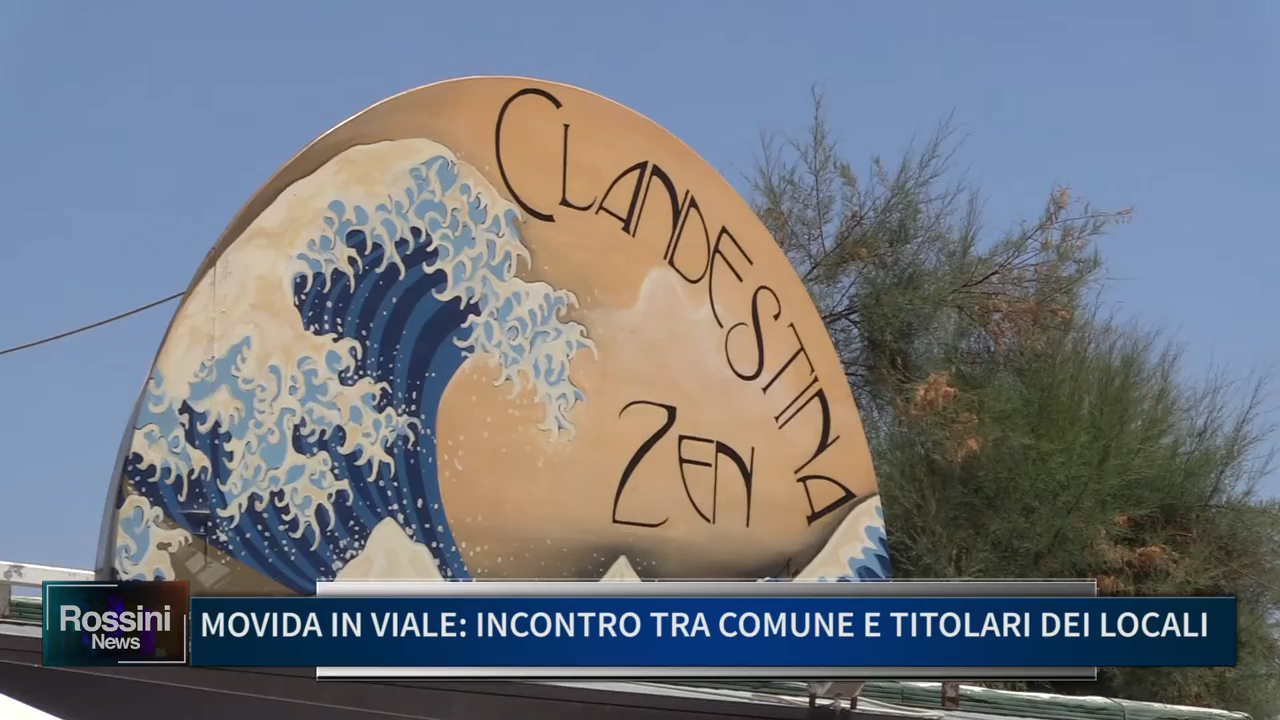 CLANDESTINA
ZEN
Rossini
News
MOVIDA IN VIALE: INCONTRO TRA COMUNE E TITOLARI DEI LOCALI